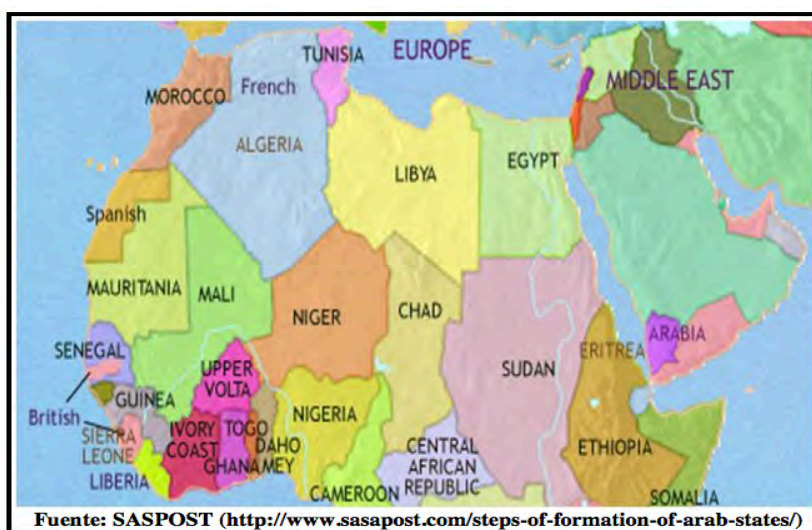 EUROPE
TUNISIA
MIDDLE EAST
MOROCCO
French
ALGERIA
LIBYA
EGYPT
Spanish
MAURITANIA
MALI
NIGER
CHAD
SUDAN
ERITREA
ARABIA
SENEGAL
British
GUINEA
UPPER
VOLTA
NIGERIA
SIERRA
LEONE
LIBERIA
IVORY
COAST
TOGO
GHANA
DAHO
MEY
CAMEROON
CENTRAL
AFRICAN
REPUBLIC
ETHIOPIA
SOMALIA
Fuente: SASPOST (http://www.sasapost.com/steps-of-formation-of-arab-states/)